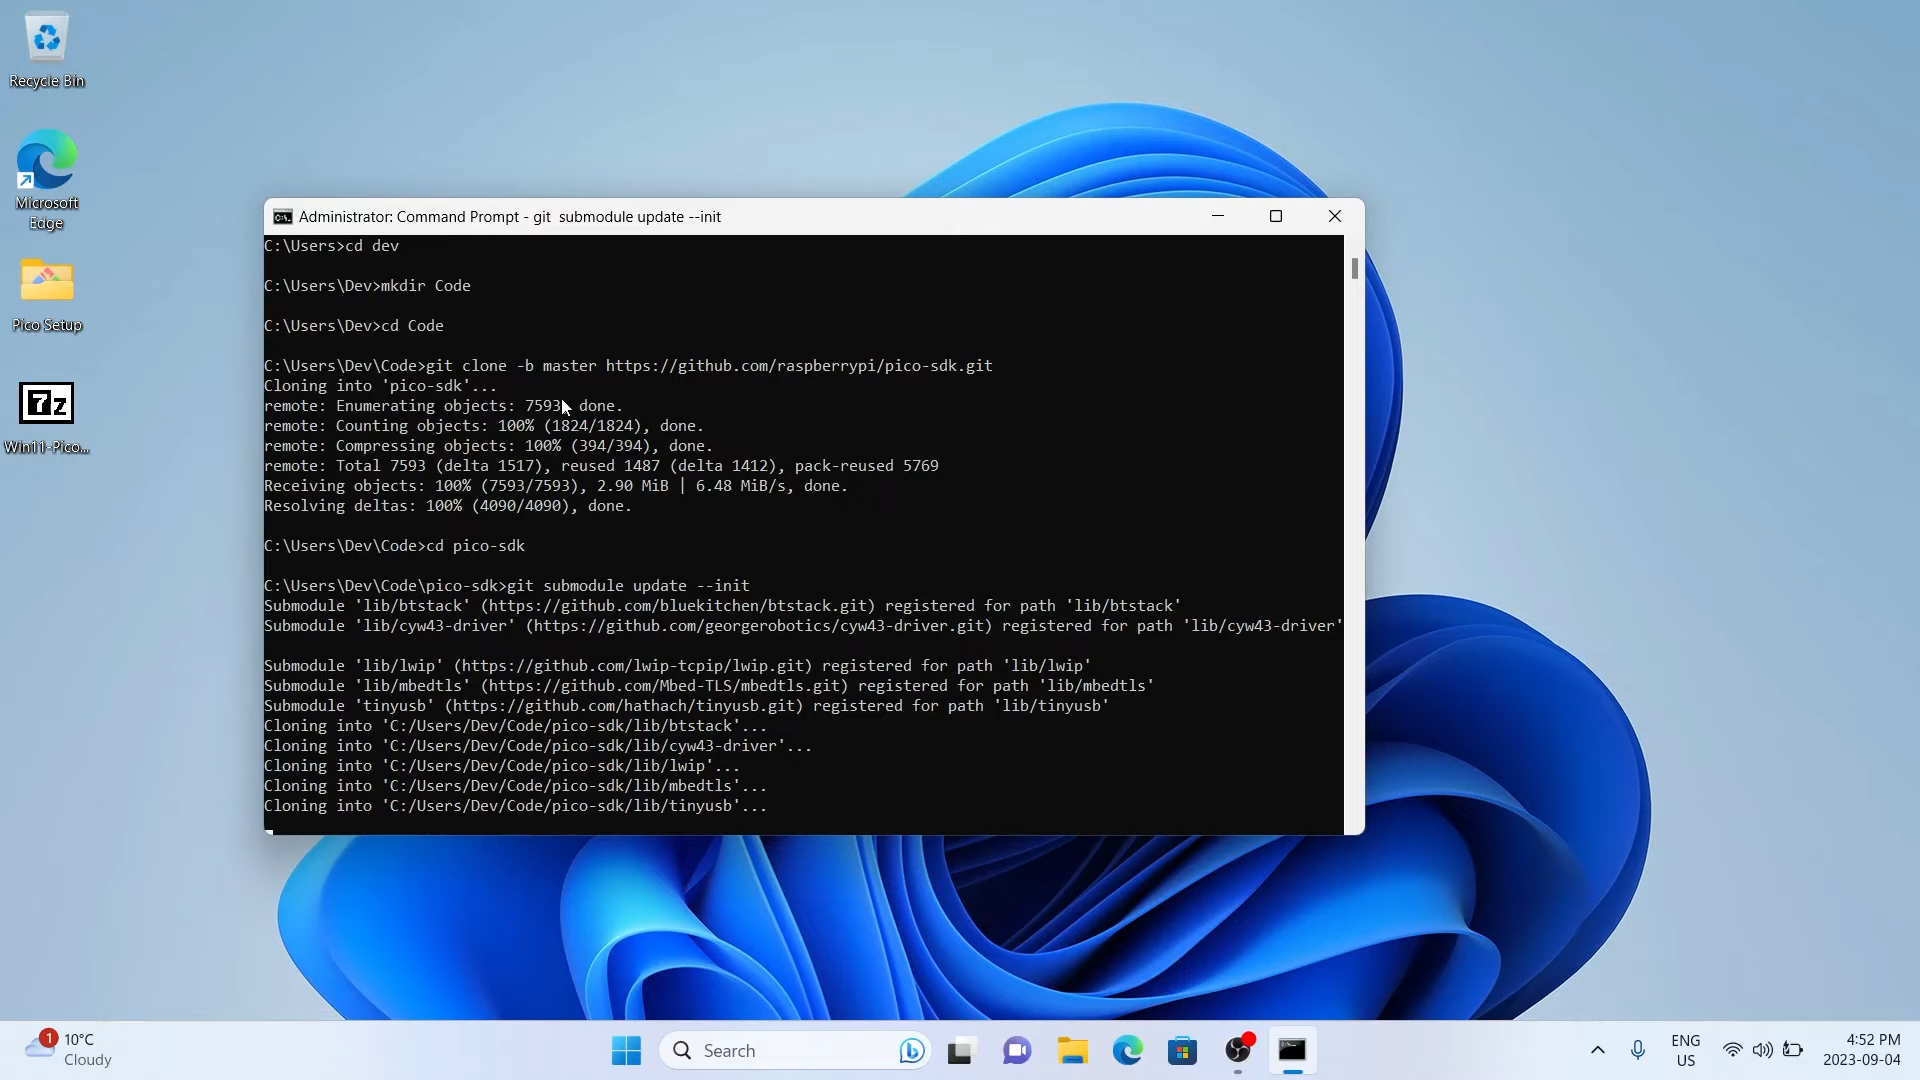 Recycle Bin
Microsoft
Edge
Pico Setup
7z
Win11-Pico...
Administrator: Command Prompt - git  submodule update --init
C:\Users>cd dev
C:\Users\Dev>mkdir Code
C:\Users\Dev>cd Code
C:\Users\Dev\Code>git clone -b master https://github.com/raspberrypi/pico-sdk.git
Cloning into 'pico-sdk'...
remote: Enumerating objects: 7593, done.
remote: Counting objects: 100% (1824/1824), done.
remote: Compressing objects: 100% (394/394), done.
remote: Total 7593 (delta 1517), reused 1487 (delta 1412), pack-reused 5769
Receiving objects: 100% (7593/7593), 2.90 MiB | 6.48 MiB/s, done.
Resolving deltas: 100% (4090/4090), done.
C:\Users\Dev\Code>cd pico-sdk
C:\Users\Dev\Code\pico-sdk>git submodule update --init
Submodule 'lib/btstack' (https://github.com/bluekitchen/btstack.git) registered for path 'lib/btstack'
Submodule 'lib/cyw43-driver' (https://github.com/georgerobotics/cyw43-driver.git) registered for path 'lib/cyw43-driver'
Submodule 'lib/lwip' (https://github.com/lwip-tcpip/lwip.git) registered for path 'lib/lwip'
Submodule 'lib/mbedtls' (https://github.com/Mbed-TLS/mbedtls.git) registered for path 'lib/mbedtls'
Submodule 'tinyusb' (https://github.com/hathach/tinyusb.git) registered for path 'lib/tinyusb'
Cloning into 'C:/Users/Dev/Code/pico-sdk/lib/btstack'...
Cloning into 'C:/Users/Dev/Code/pico-sdk/lib/cyw43-driver'...
Cloning into 'C:/Users/Dev/Code/pico-sdk/lib/lwip'...
Cloning into 'C:/Users/Dev/Code/pico-sdk/lib/mbedtls'...
Cloning into 'C:/Users/Dev/Code/pico-sdk/lib/tinyusb'...
1
10°C
Cloudy
Search
ENG
US
4:52 PM
2023-09-04